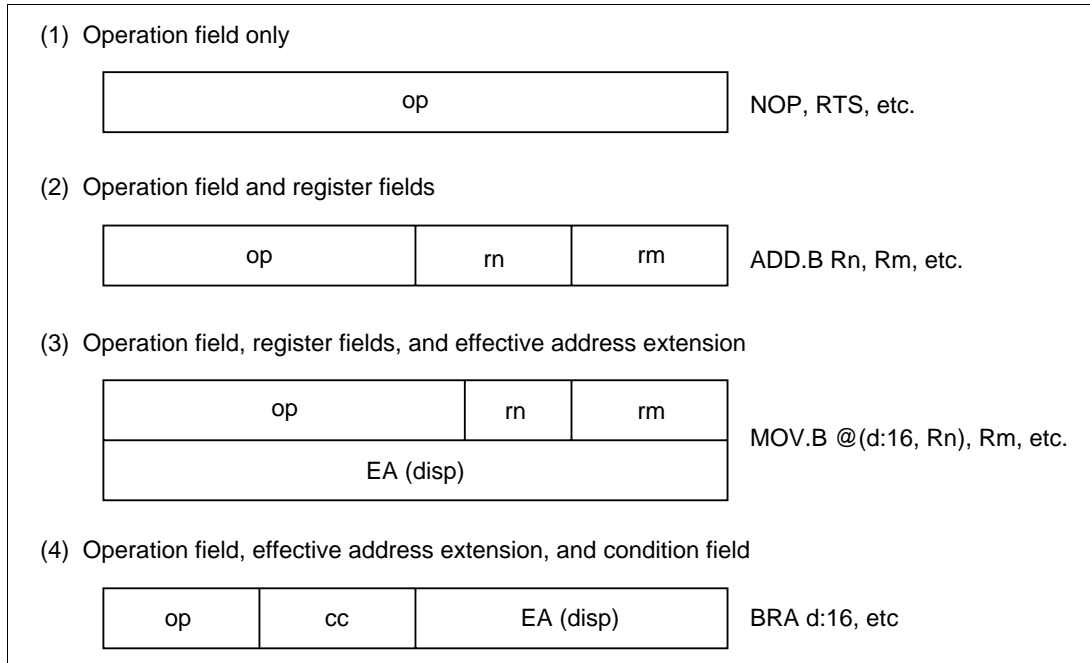 (1) Operation field only
op
NOP, RTS, etc.
(2) Operation field and register fields
op rn rm
ADD.B Rn, Rm, etc.
(3) Operation field, register fields, and effective address extension
op rn rm
EA (disp)
MOV.B @(d:16, Rn), Rm, etc.
(4) Operation field, effective address extension, and condition field
op cc EA (disp)
BRA d:16, etc